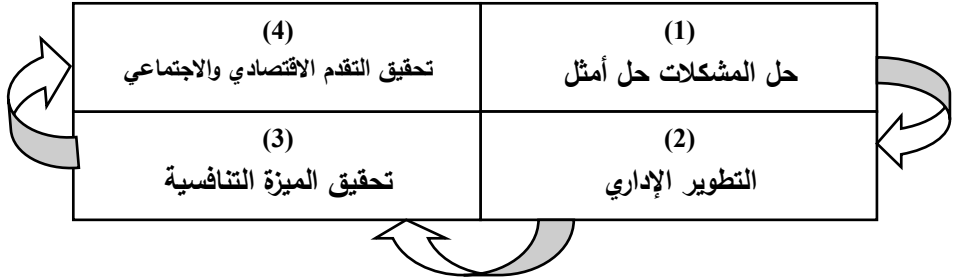 (1)
حل المشكلات حل أمثل
(2)
التطوير الإداري
(3)
تحقيق الميزة التنافسية
(4)
تحقيق التقدم الاقتصادي والاجتماعي